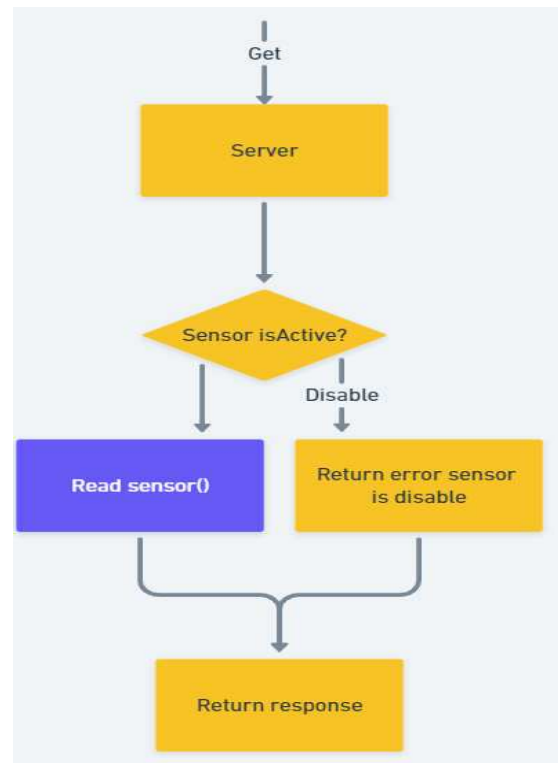 Get
Server
Sensor isActive?
Disable
Read sensor()
Return error sensor
is disable
Return response